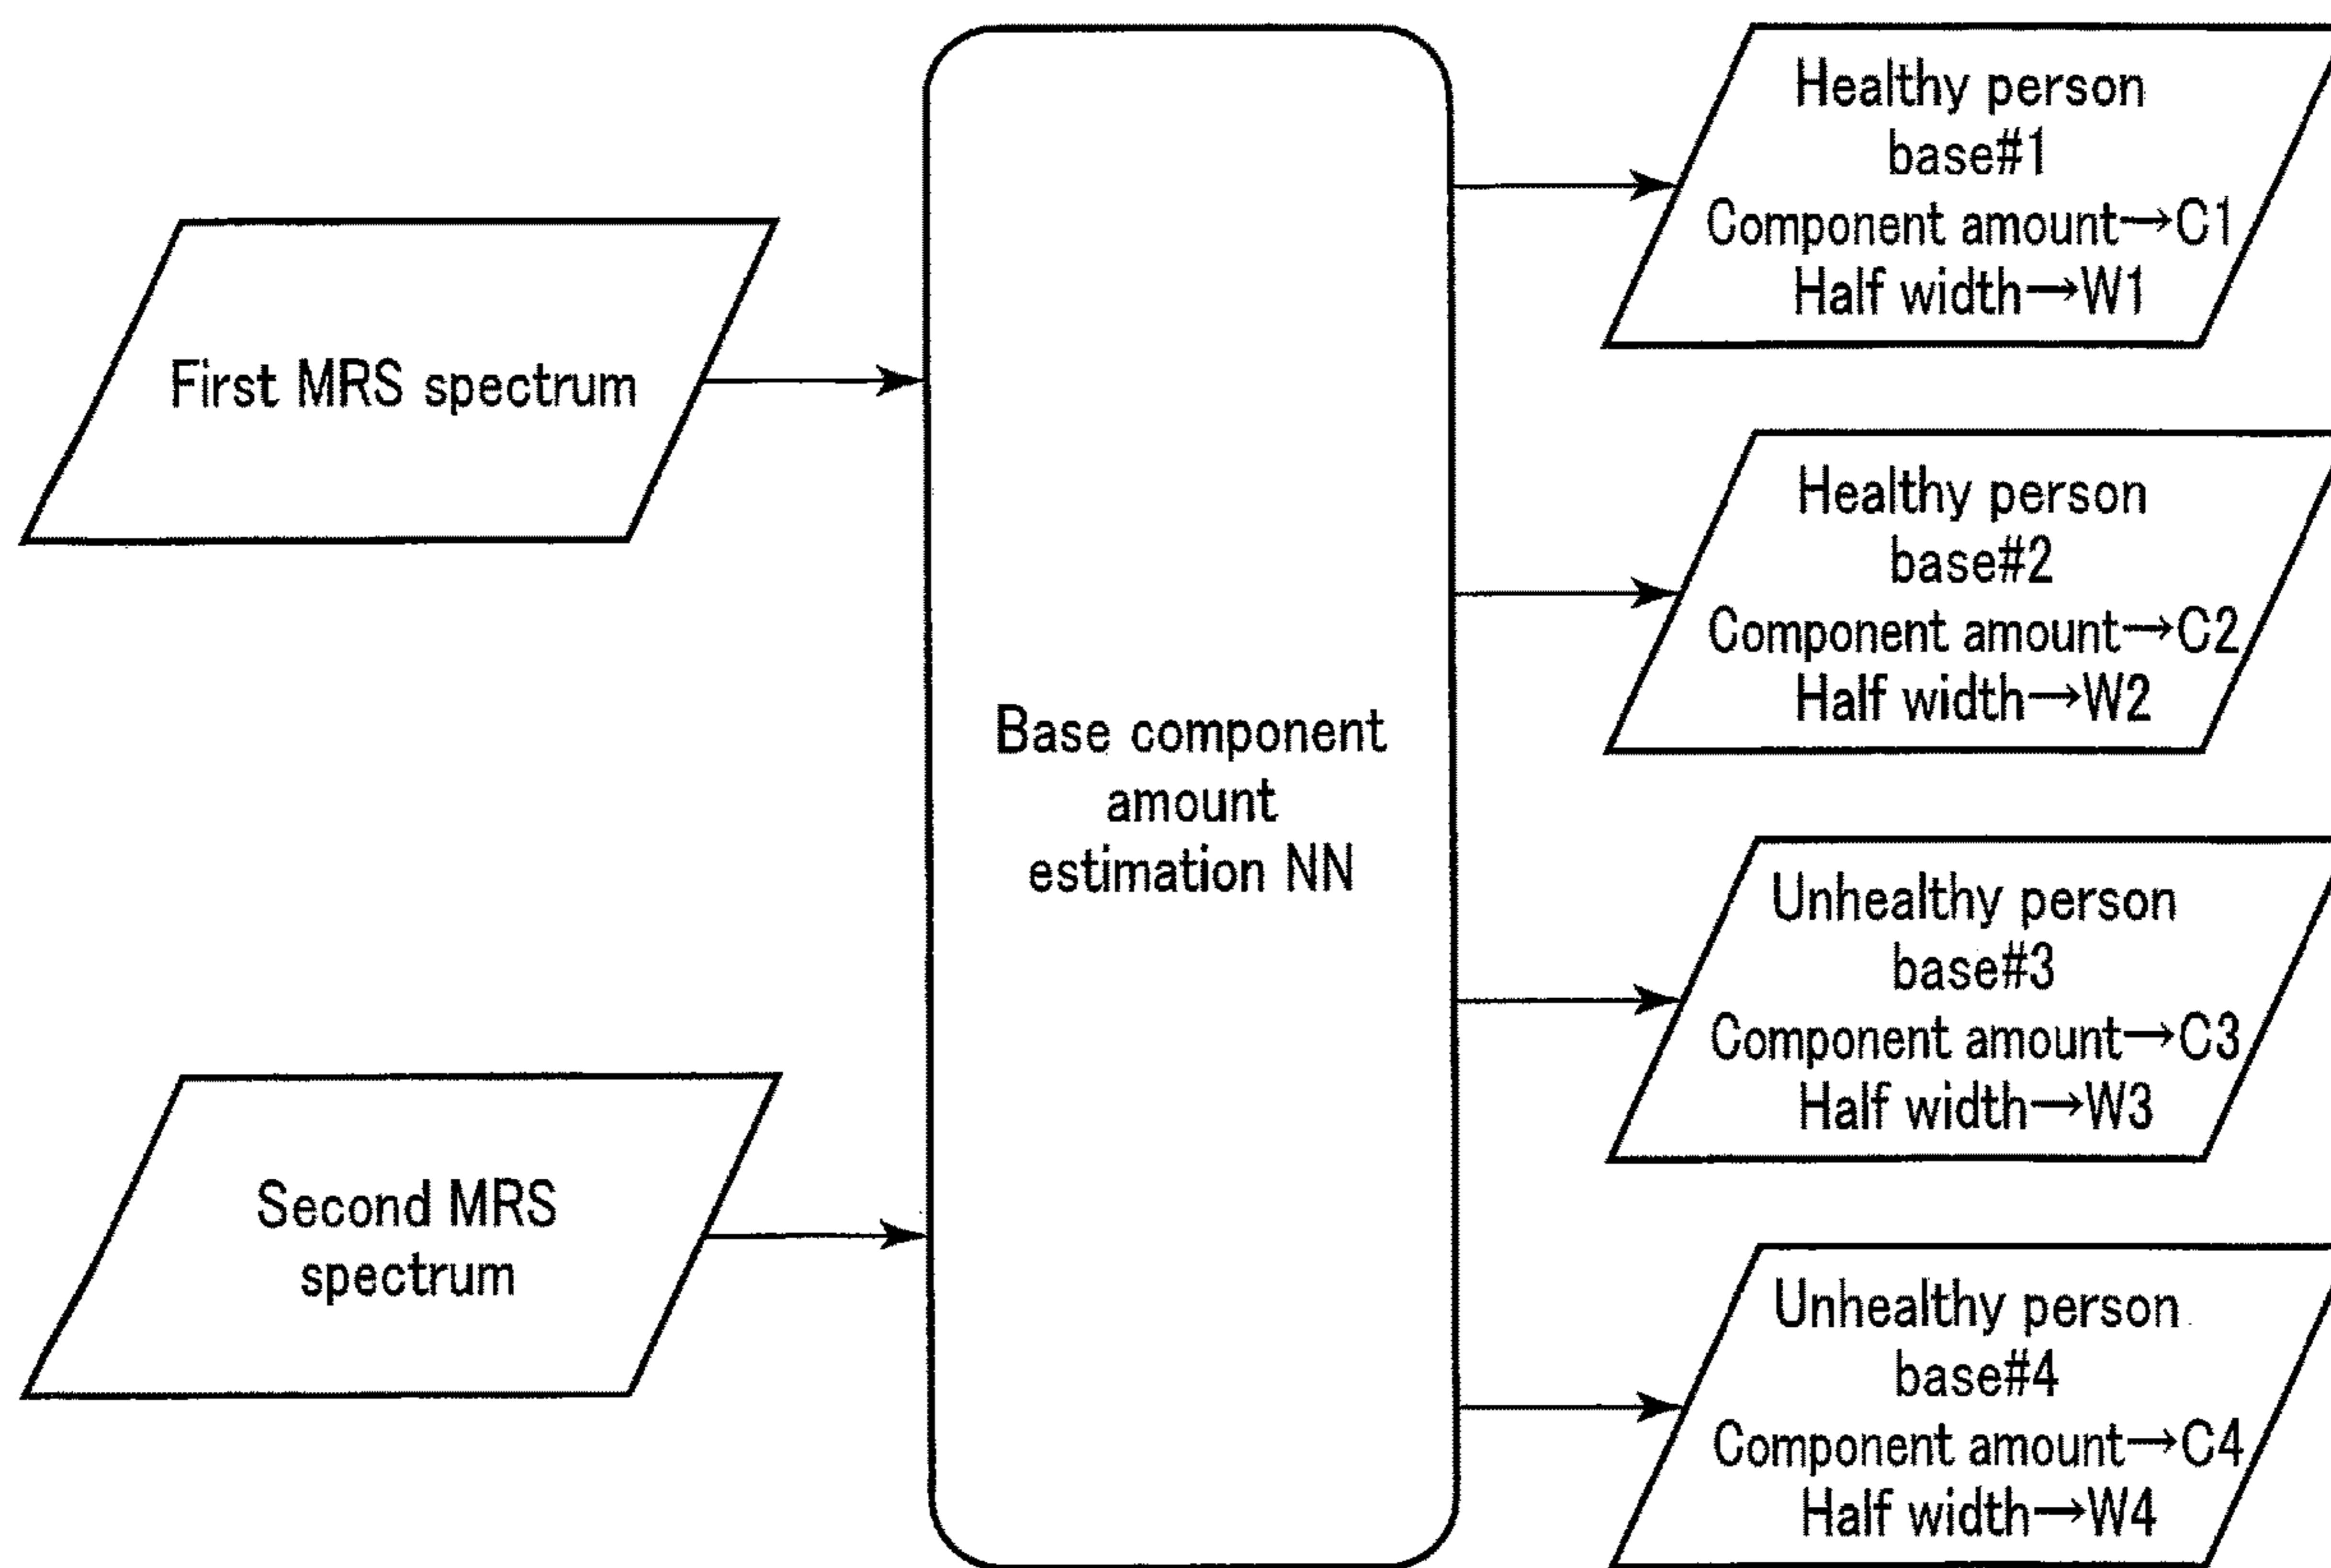 First MRS spectrum
Second MRS
spectrum
Base component
amount
estimation NN
Healthy person
base#1
Component amount→C1
Half width→W1
Healthy person
base#2
Component amount→C2
Half width→W2
Unhealthy person
base#3
Component amount→C3
Half width→W3
Unhealthy person
base#4
Component amount→C4
Half width→W4